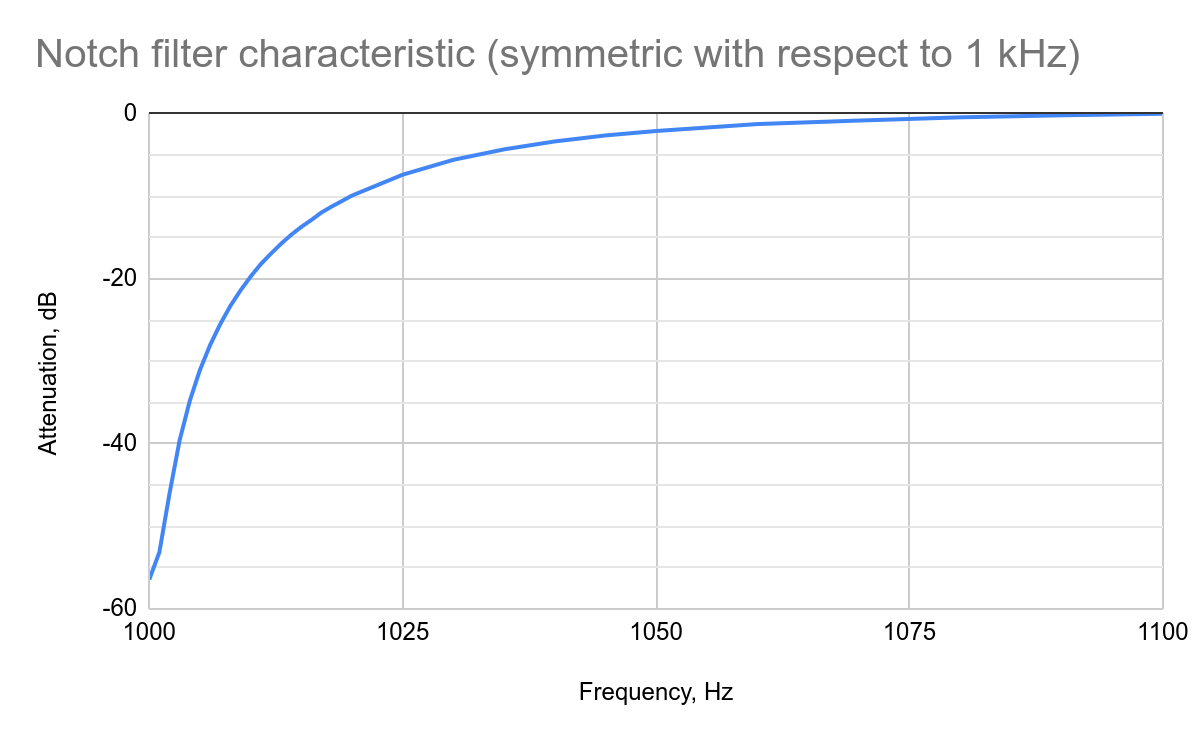 Notch filter characteristic (symmetric with respect to 1 kHz)
0
-20
-40
-60
Attenuation, dB
1000 1025 1050 1075 1100
Frequency, Hz